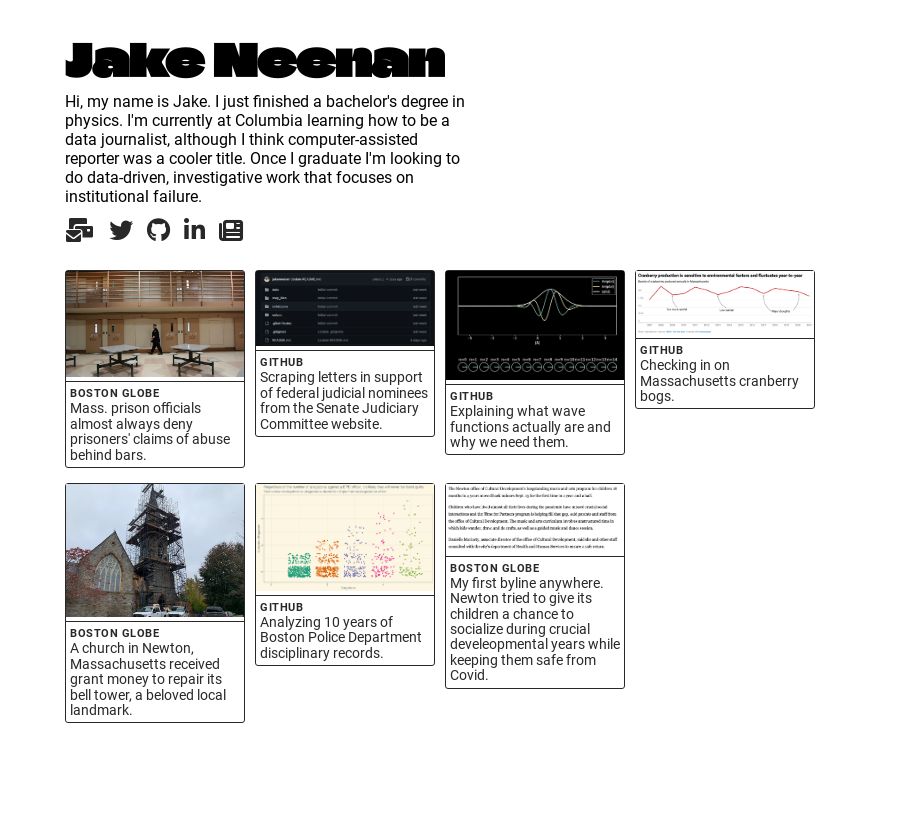 Jake Neenan
Hi, my name is Jake. I just finished a bachelor's degree in
physics. I'm currently at Columbia learning how to be a
data journalist, although I think computer-assisted
reporter was a cooler title. Once I graduate I'm looking to
do data-driven, investigative work that focuses on
institutional failure.
BOSTON GLOBE
Mass. prison officials
almost always deny
prisoners' claims of abuse
behind bars.
GITHUB
Scraping letters in support
of federal judicial nominees
from the Senate Judiciary
Committee website.
GITHUB
Explaining what wave
functions actually are and
why we need them.
Cranberry production is sensitive to environmental factors and fluctuates year-to-year
GITHUB
Checking in on
Massachusetts cranberry
bogs.
BOSTON GLOBE
A church in Newton,
Massachusetts received
grant money to repair its
bell tower, a beloved local
landmark.
GITHUB
Analyzing 10 years of
Boston Police Department
disciplinary records.
BOSTON GLOBE
My first byline anywhere.
Newton tried to give its
children a chance to
socialize during crucial
develeopmental years while
keeping them safe from
Covid.